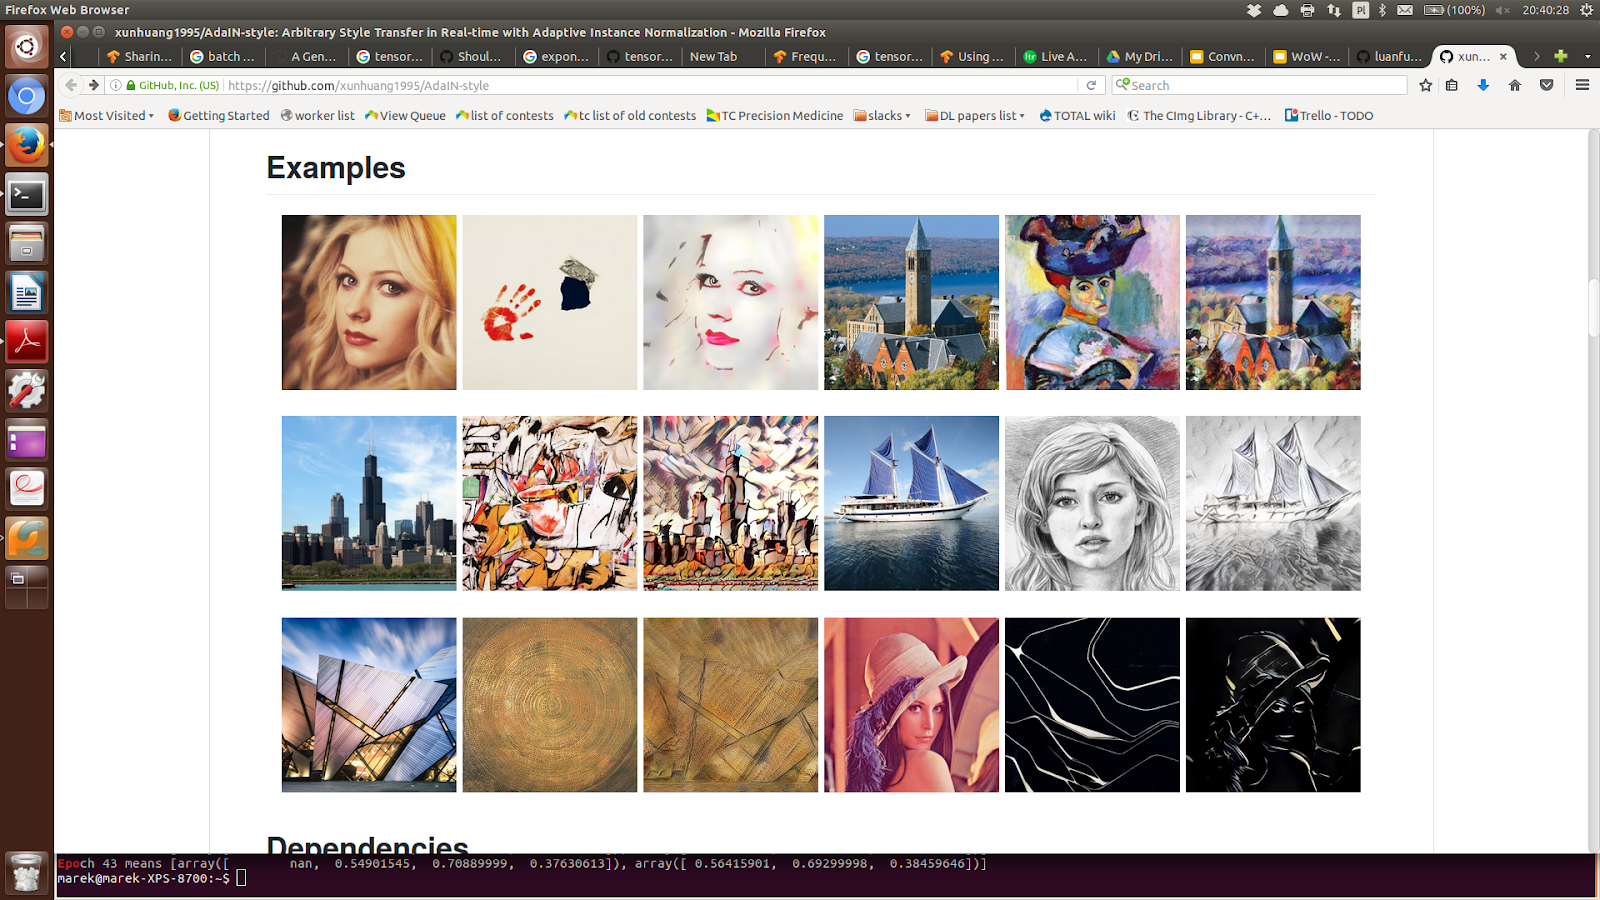 Firefox Web Browser
Pl
(100%)
20:40:28
xunhuang1995/AdaIN-style: Arbitrary Style Transfer in Real-time with Adaptive Instance Normalization - Mozilla Firefox
Sharin...
batch ...
A Gen...
tensor...
Shoul...
expon...
tensor...
New Tab
Frequ...
tensor...
Using ...
Live A...
My Dri...
Convn...
WoW -...
luanfu...
xun...
GitHub, Inc. (US)
https://github.com/xunhuang1995/AdaIN-style
Search
Most Visited
Getting Started
worker list
View Queue
list of contests
tc list of old contests
TC Precision Medicine
slacks
DL papers list
TOTAL wiki
The CImg Library - C+...
Trello - TODO
Examples
Dependencies
Epoch 43 means [array([ nan, 0.54901545, 0.70889999, 0.37630613]), array([ 0.56415901, 0.69299998, 0.38459646])]
marek@marek-XPS-8700:~$